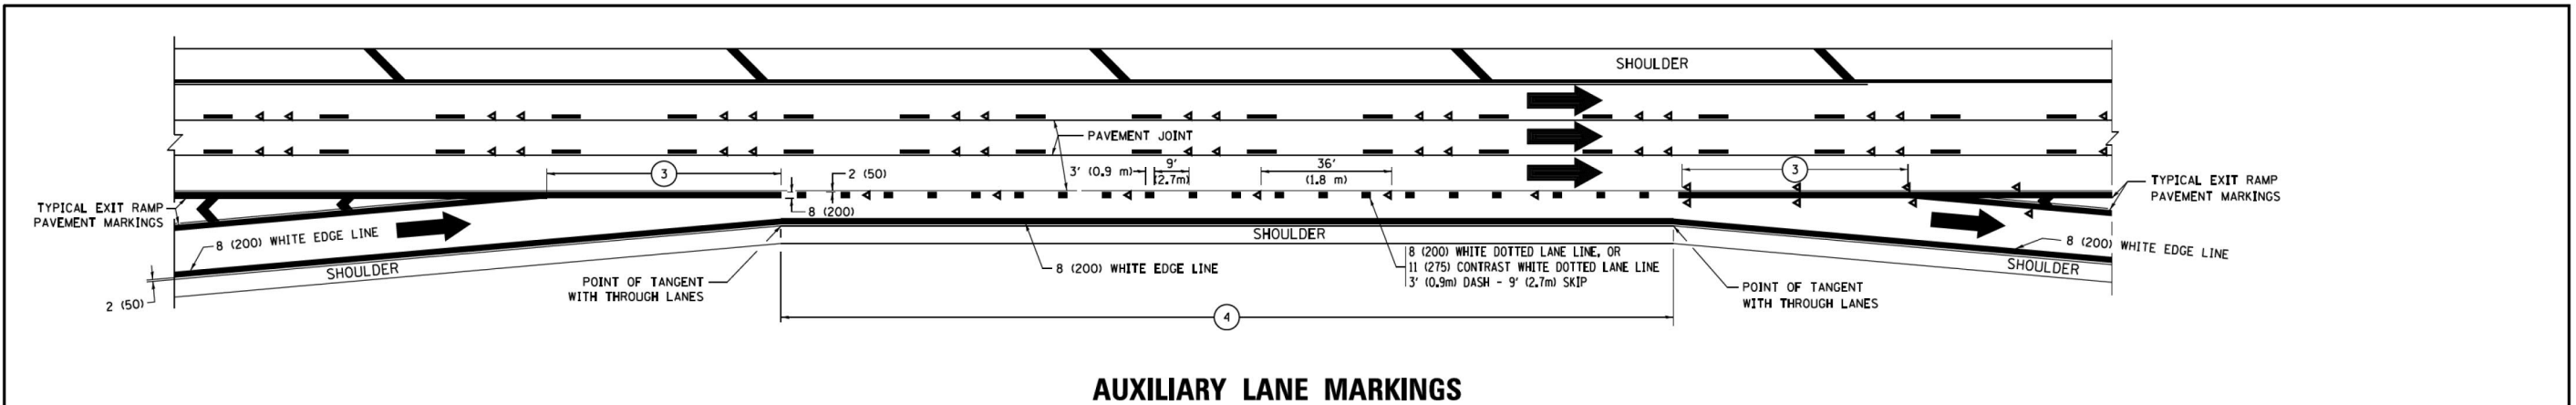 SHOULDER
PAVEMENT JOINT
3' (0.9 m)
9'
(2.7m)
36'
(1.8 m)
3
2 (50)
8 (200)
3
TYPICAL EXIT RAMP
PAVEMENT MARKINGS
TYPICAL EXIT RAMP
PAVEMENT MARKINGS
8 (200) WHITE EDGE LINE
SHOULDER
2 (50)
POINT OF TANGENT
WITH THROUGH LANES
8 (200) WHITE EDGE LINE
SHOULDER
8 (200) WHITE DOTTED LANE LINE, OR
11 (275) CONTRAST WHITE DOTTED LANE LINE
3' (0.9m) DASH - 9' (2.7m) SKIP
8 (200) WHITE EDGE LINE
SHOULDER
POINT OF TANGENT
WITH THROUGH LANES
4
AUXILIARY LANE MARKINGS